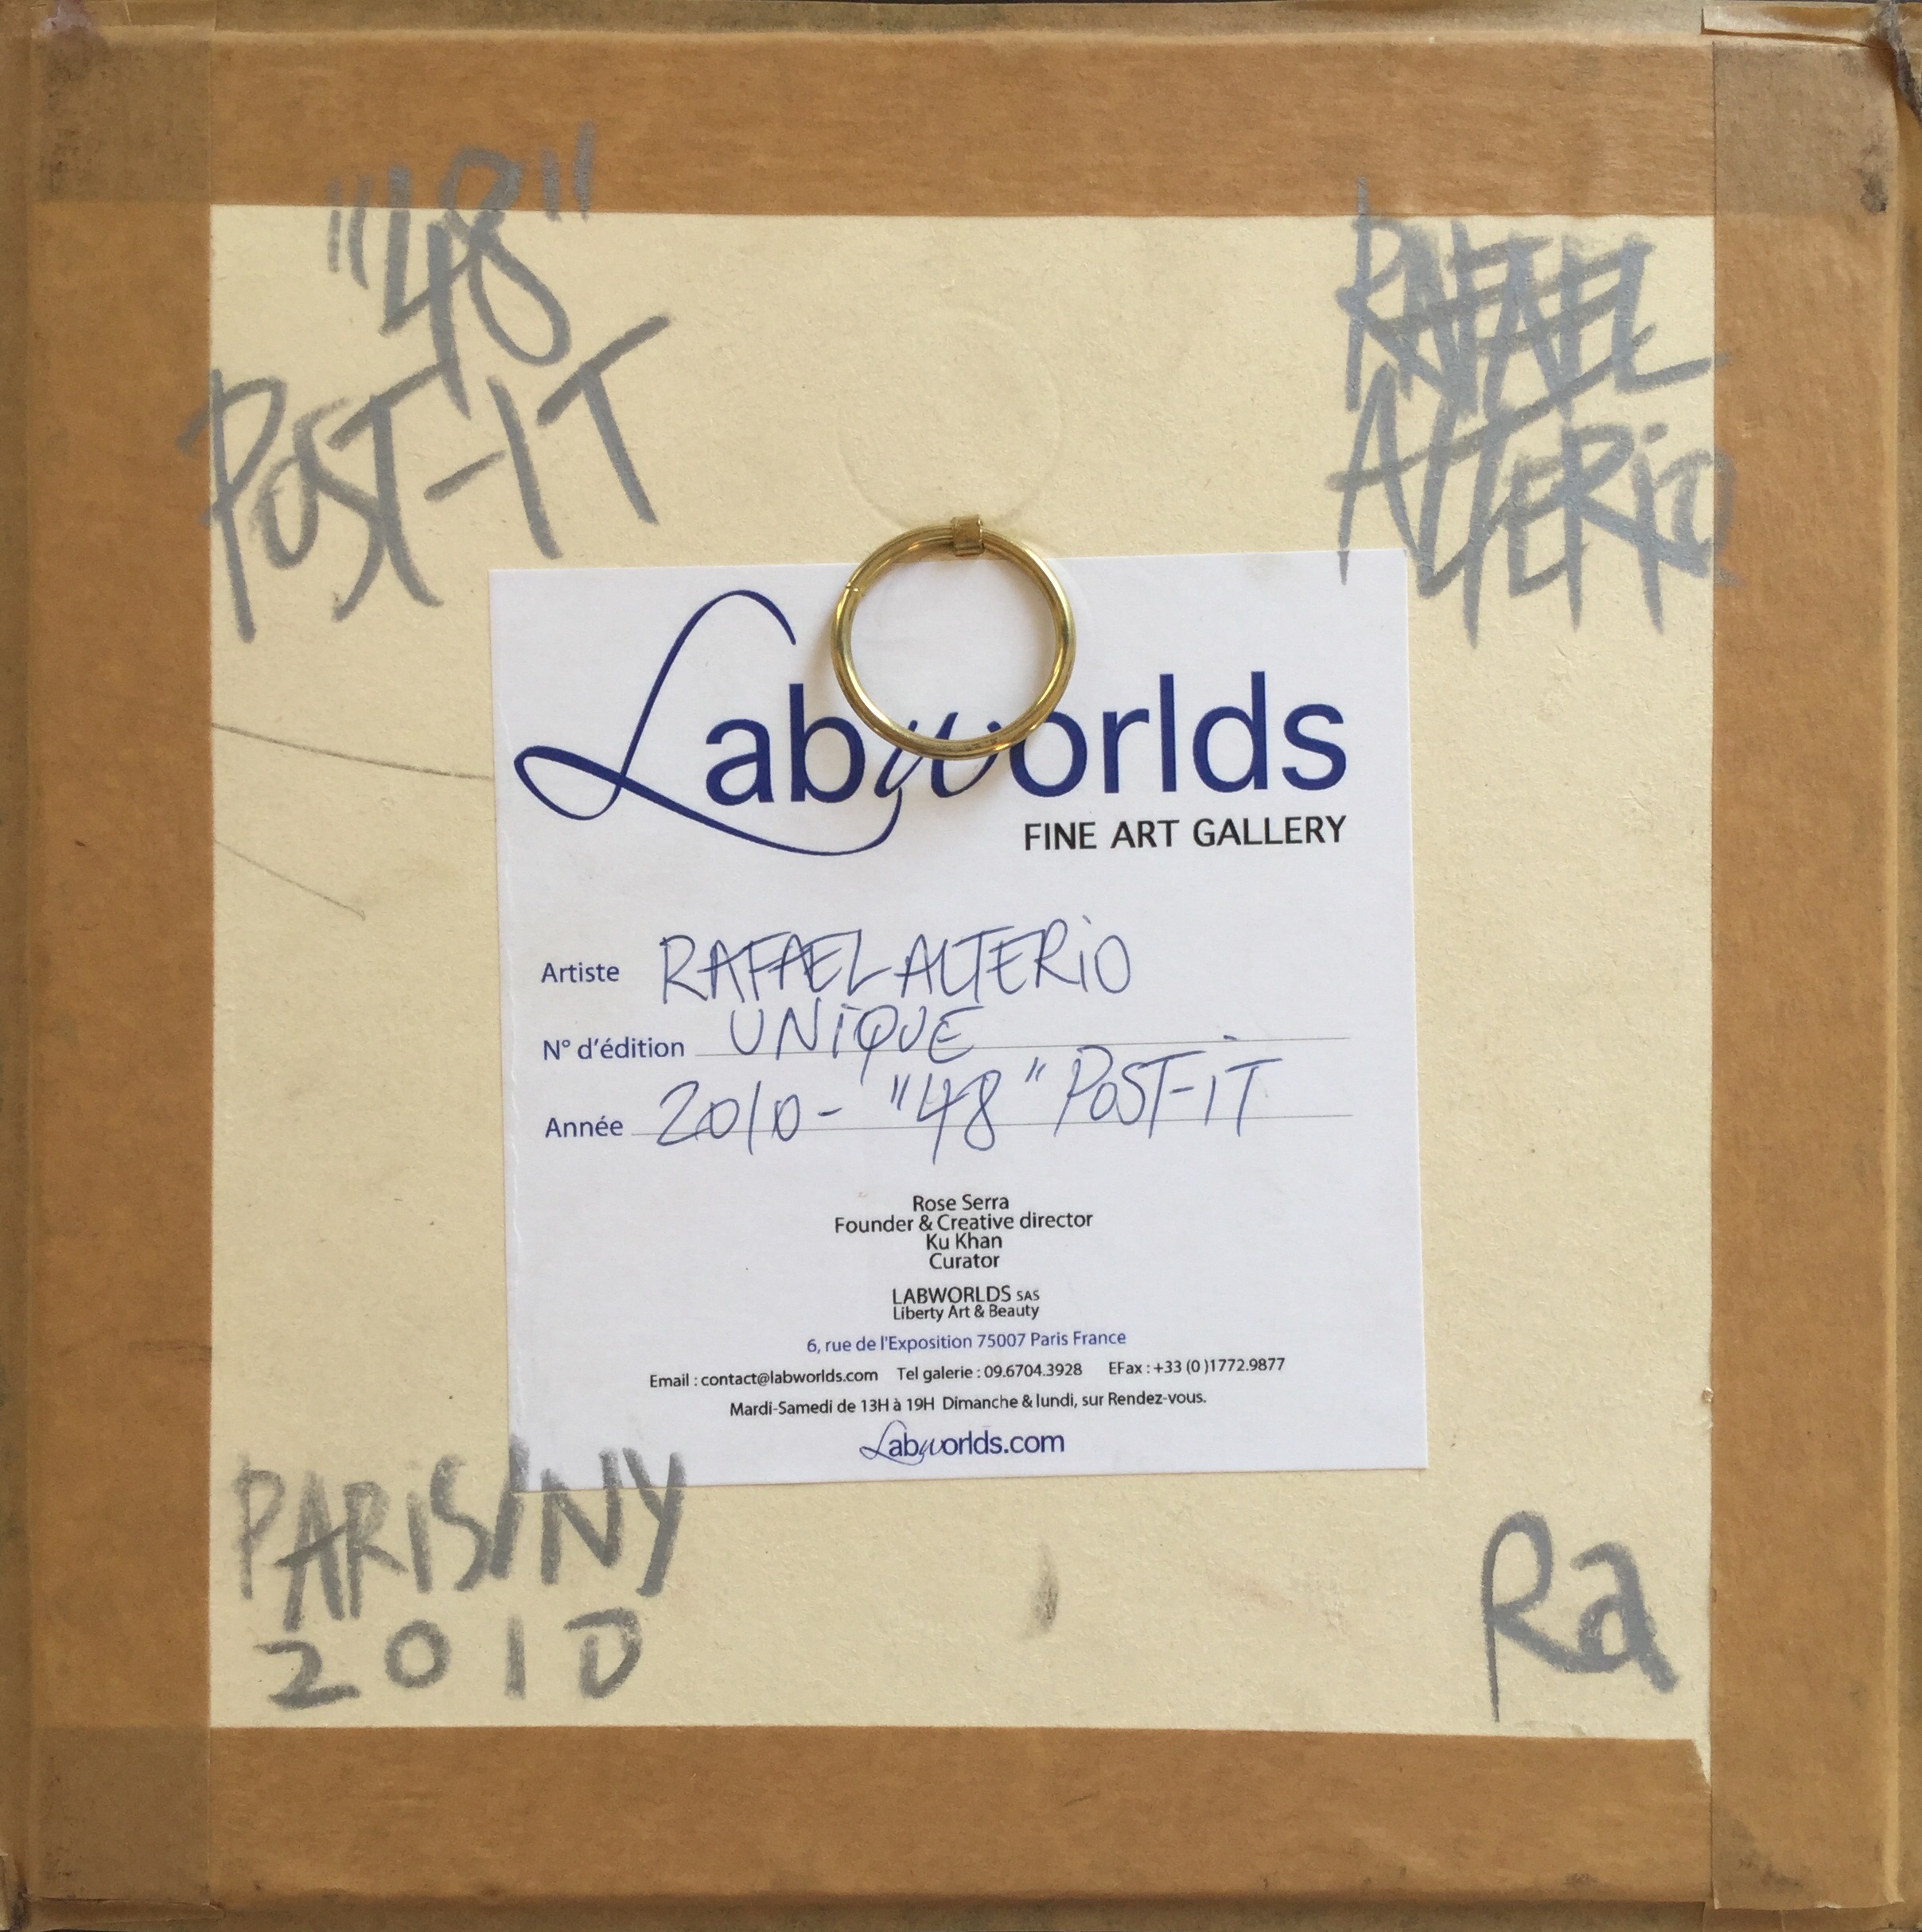 "48"
POST-IT
RAFAEL
ALTERIO
Labworlds
FINE ART GALLERY
Artiste RAFAEL ALTERIO
N° d'édition UNIQUE
Année 2010 - "48" POST-IT
Rose Serra
Founder & Creative director
Ku Khan
Curator
LABWORLDS SAS
Liberty Art & Beauty
6, rue de l'Exposition 75007 Paris France
Email : contact@labworlds.com Tel galerie : 09.6704.3928 EFax : +33 (0 )1772.9877
Mardi-Samedi de 13H à 19H Dimanche & lundi, sur Rendez-vous.
Labworlds.com
PARIS/NY
2010
Ra